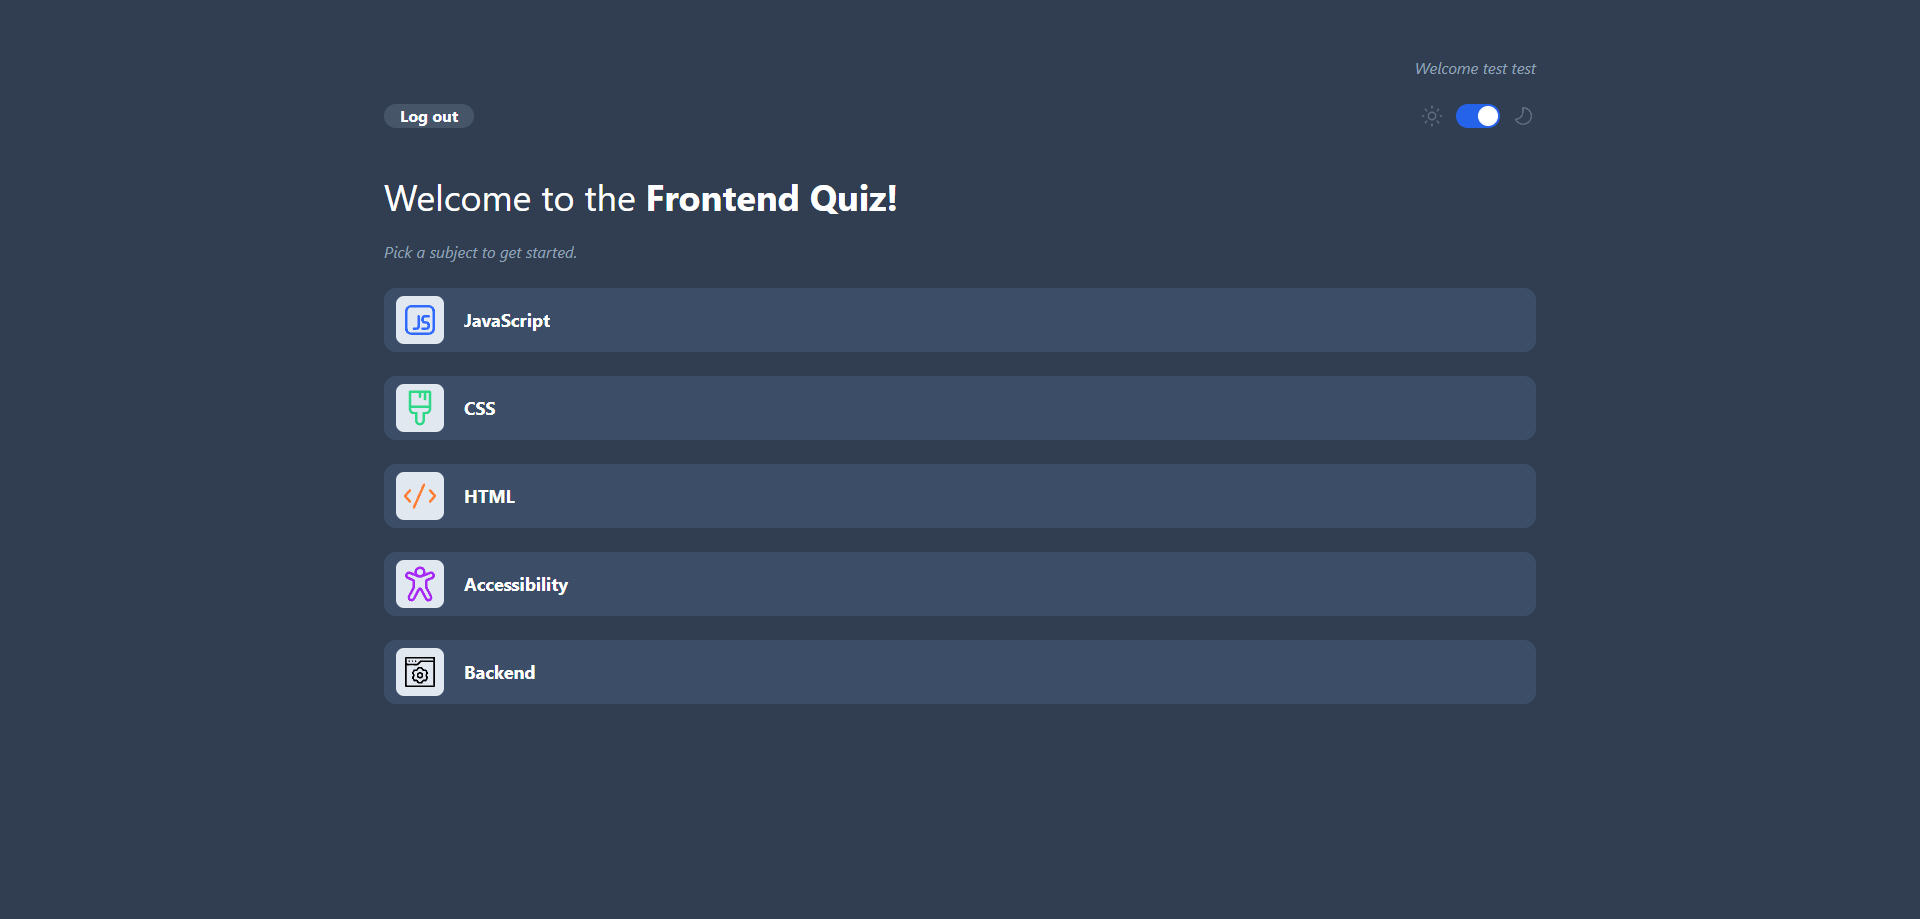 Welcome test test
Log out
Welcome to the Frontend Quiz!
Pick a subject to get started.
JS
JavaScript
CSS
HTML
Accessibility
Backend